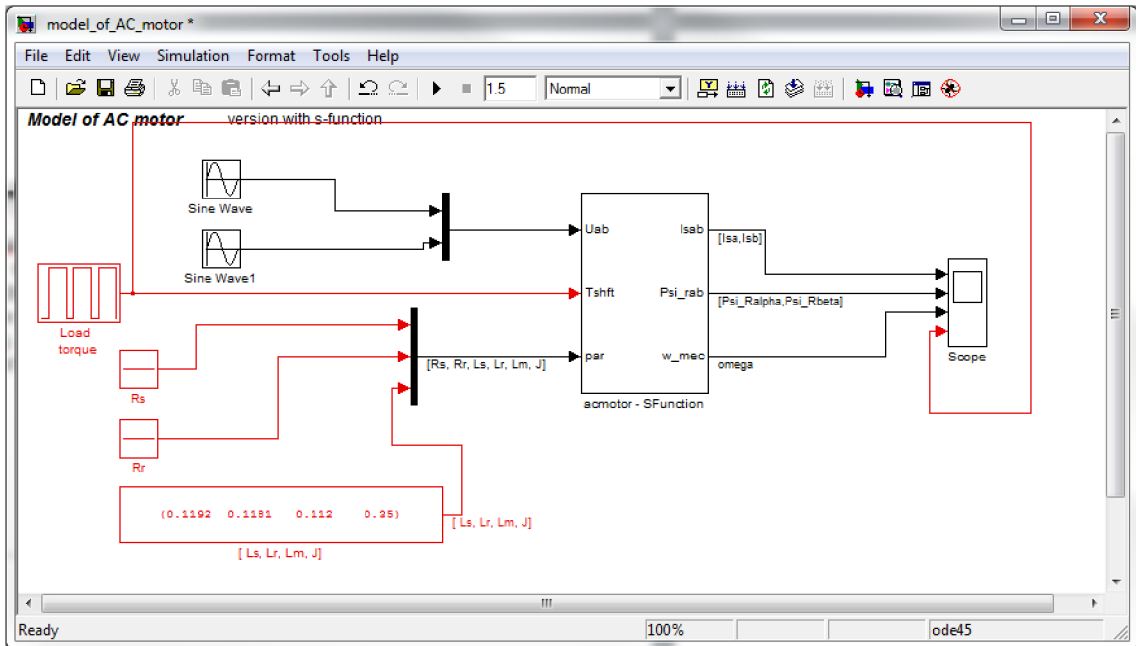 model_of_AC_motor *
File Edit View Simulation Format Tools Help
1.5 Normal
Model of AC motor version with s-function
Sine Wave
Sine Wave1
Load
torque
Rs
Rr
(0.1192 0.1181 0.112 0.35)
[ Ls, Lr, Lm, J]
[ Ls, Lr, Lm, J]
[Rs, Rr, Ls, Lr, Lm, J]
Uab Isab
Tshft Psi_rab
par w_mec
acmotor - SFunction
[Isa,Isb]
[Psi_Ralpha,Psi_Rbeta]
omega
Scope
Ready 100% ode45